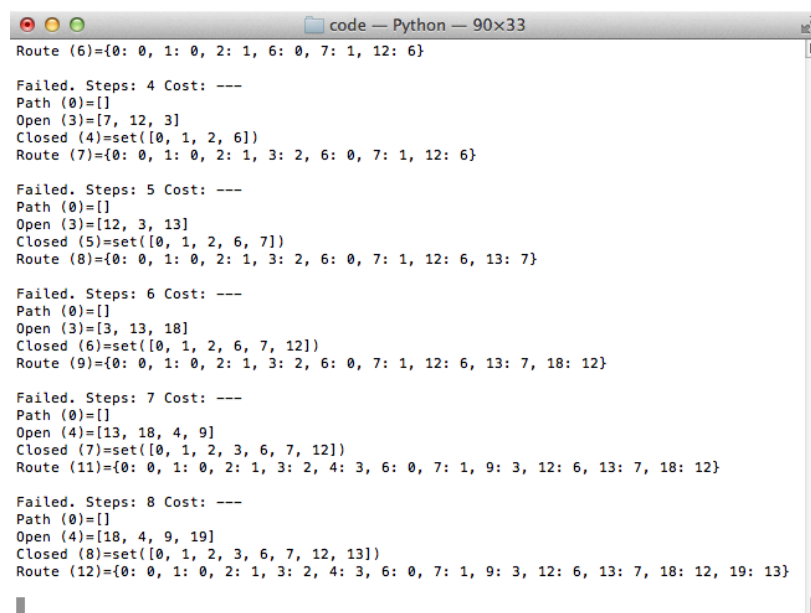 code — Python — 90×33
Route (6)={0: 0, 1: 0, 2: 1, 6: 0, 7: 1, 12: 6}
Failed. Steps: 4 Cost: ---
Path (0)=[]
Open (3)=[7, 12, 3]
Closed (4)=set([0, 1, 2, 6])
Route (7)={0: 0, 1: 0, 2: 1, 3: 2, 6: 0, 7: 1, 12: 6}
Failed. Steps: 5 Cost: ---
Path (0)=[]
Open (3)=[12, 3, 13]
Closed (5)=set([0, 1, 2, 6, 7])
Route (8)={0: 0, 1: 0, 2: 1, 3: 2, 6: 0, 7: 1, 12: 6, 13: 7}
Failed. Steps: 6 Cost: ---
Path (0)=[]
Open (3)=[3, 13, 18]
Closed (6)=set([0, 1, 2, 6, 7, 12])
Route (9)={0: 0, 1: 0, 2: 1, 3: 2, 6: 0, 7: 1, 12: 6, 13: 7, 18: 12}
Failed. Steps: 7 Cost: ---
Path (0)=[]
Open (4)=[13, 18, 4, 9]
Closed (7)=set([0, 1, 2, 3, 6, 7, 12])
Route (11)={0: 0, 1: 0, 2: 1, 3: 2, 4: 3, 6: 0, 7: 1, 9: 3, 12: 6, 13: 7, 18: 12}
Failed. Steps: 8 Cost: ---
Path (0)=[]
Open (4)=[18, 4, 9, 19]
Closed (8)=set([0, 1, 2, 3, 6, 7, 12, 13])
Route (12)={0: 0, 1: 0, 2: 1, 3: 2, 4: 3, 6: 0, 7: 1, 9: 3, 12: 6, 13: 7, 18: 12, 19: 13}